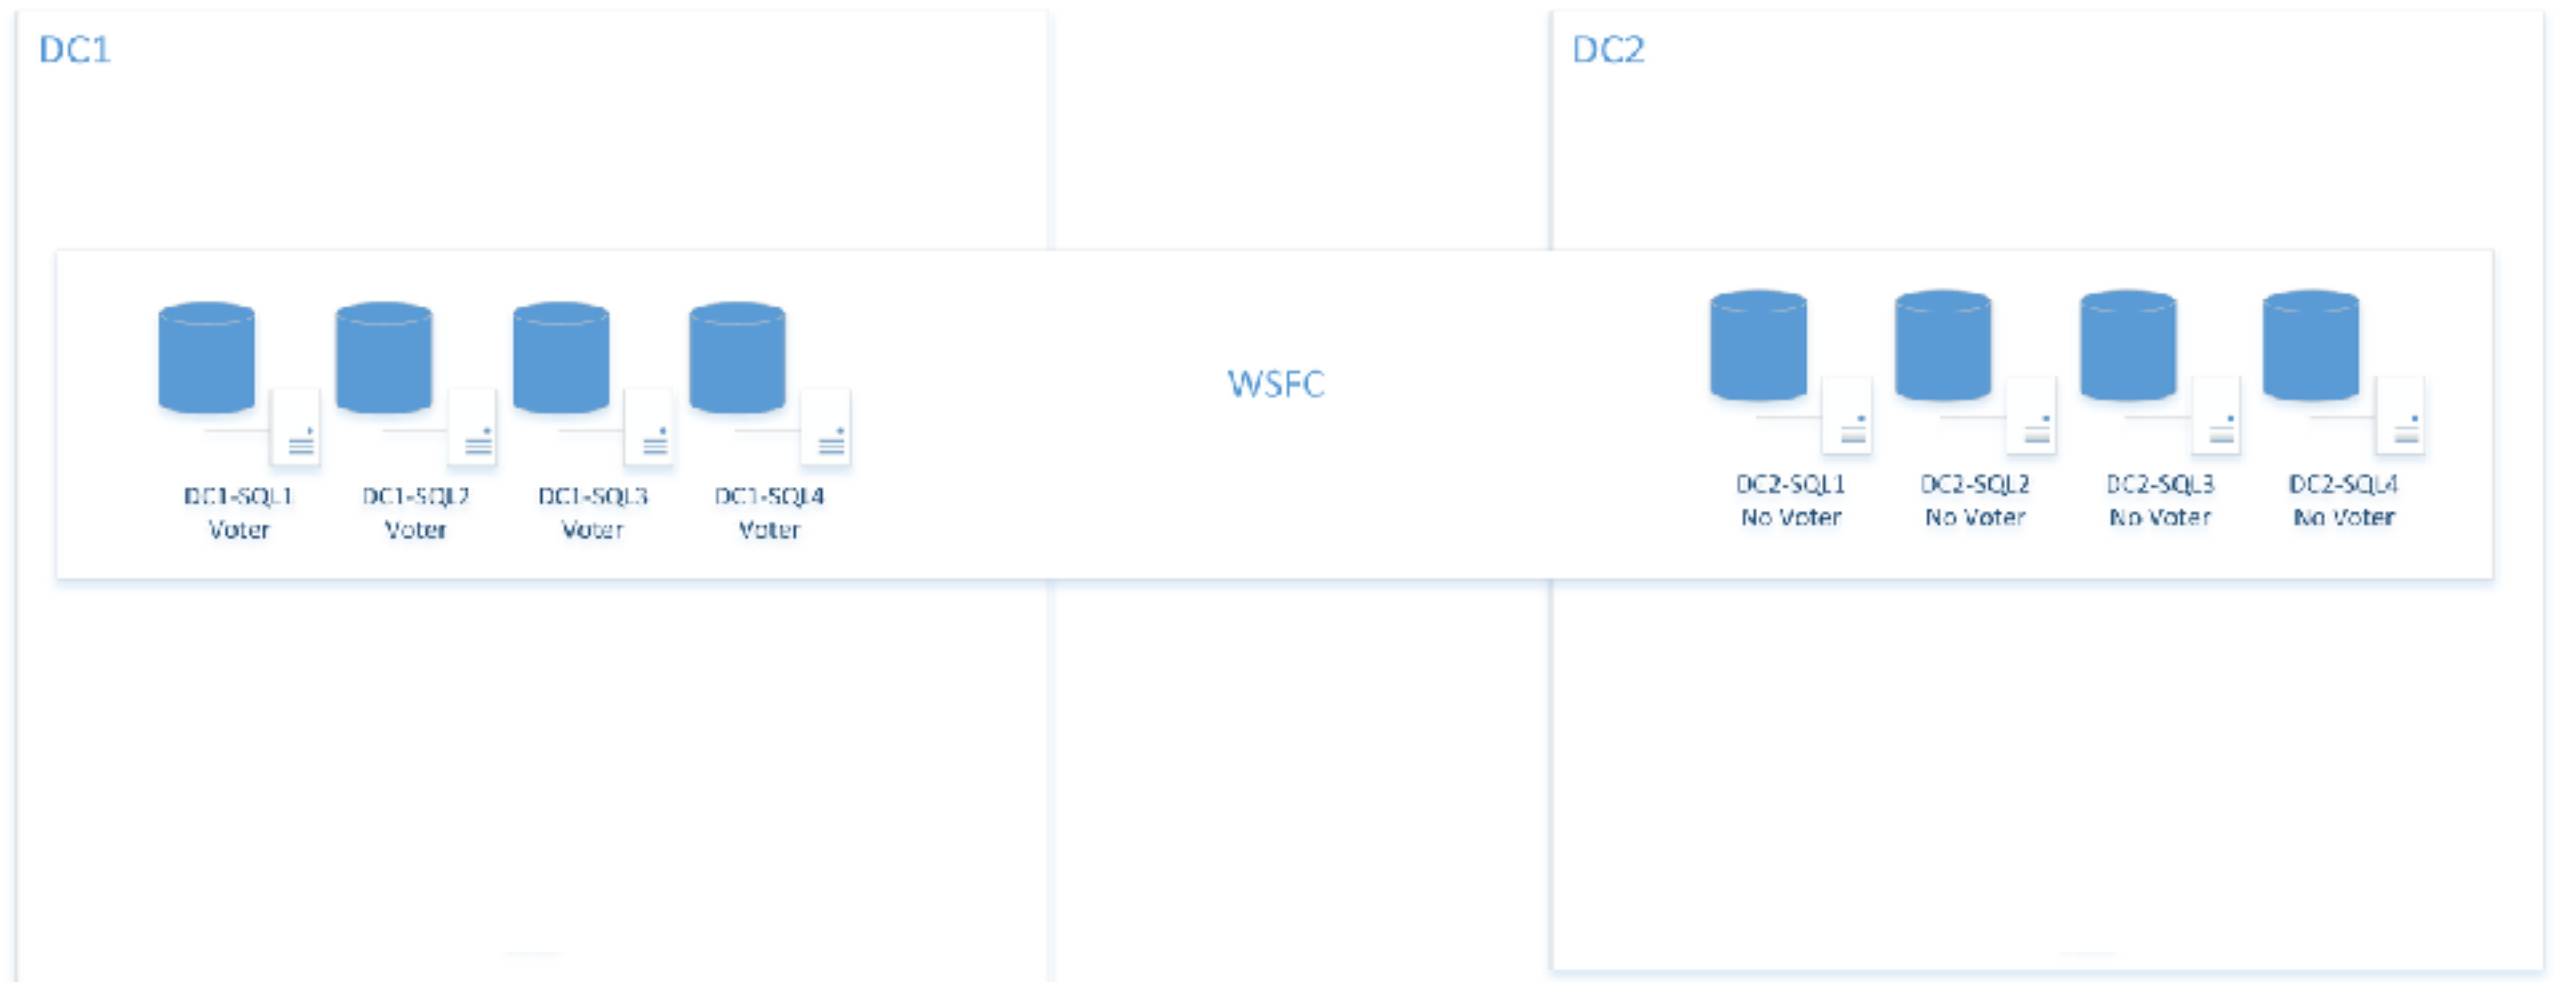 DC1
DC2
WSFC
DC1-SQL1
Voter
DC1-SQL2
Voter
DC1-SQL3
Voter
DC1-SQL4
Voter
DC2-SQL1
No Voter
DC2-SQL2
No Voter
DC2-SQL3
No Voter
DC2-SQL4
No Voter